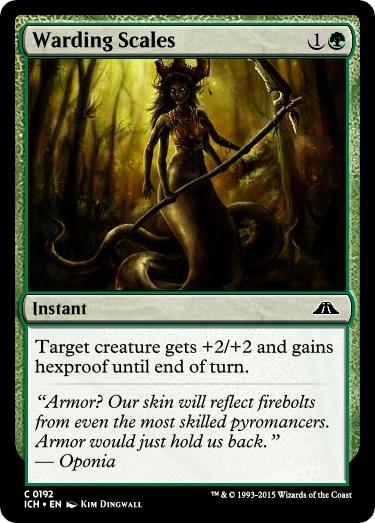 Warding Scales 1
Instant
Target creature gets +2/+2 and gains
hexproof until end of turn.
“Armor? Our skin will reflect firebolts
from even the most skilled pyromancers.
Armor would just hold us back.”
— Oponia
C 0192
ICH • EN Kim Dingwall
™ & © 1993-2015 Wizards of the Coast